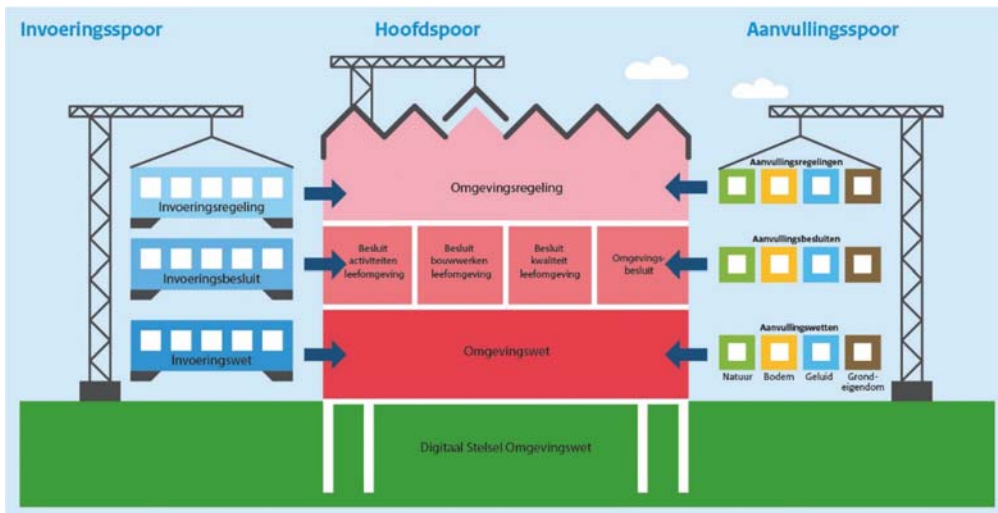 Invoeringsspoor
Hoofdspoor
Aanvullingsspoor
Invoeringsregeling
Omgevingsregeling
Aanvullingsregelingen
Invoeringsbesluit
Besluit
activiteiten
leefomgeving
Besluit
bouwwerken
leefomgeving
Besluit
kwaliteit
leefomgeving
Omgevings-
besluit
Aanvullingsbesluiten
Invoeringswet
Omgevingswet
Aanvullingswetten
Natuur
Bodem
Geluid
Grond-
eigendom
Digitaal Stelsel Omgevingswet